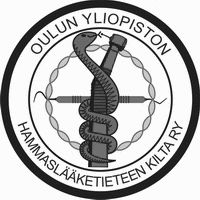 OULUN YLIOPISTON
HAMMASLÄÄKETIETEEN KILTA RY